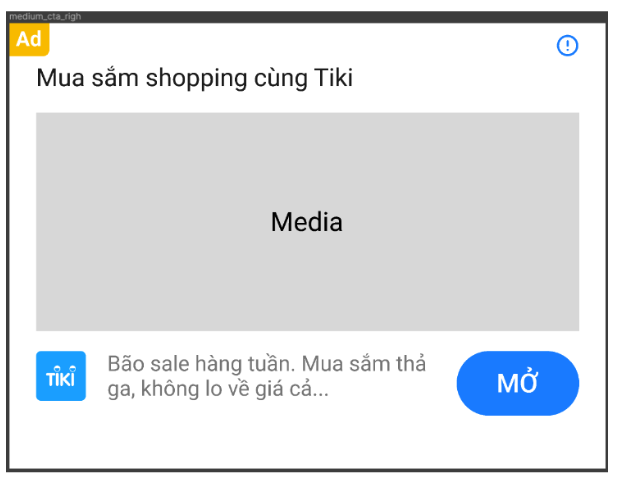 medium_cta_righ
Ad
Mua sắm shopping cùng Tiki
Media
TIKI
Bão sale hàng tuần. Mua sắm thả
ga, không lo về giá cả...
MỞ